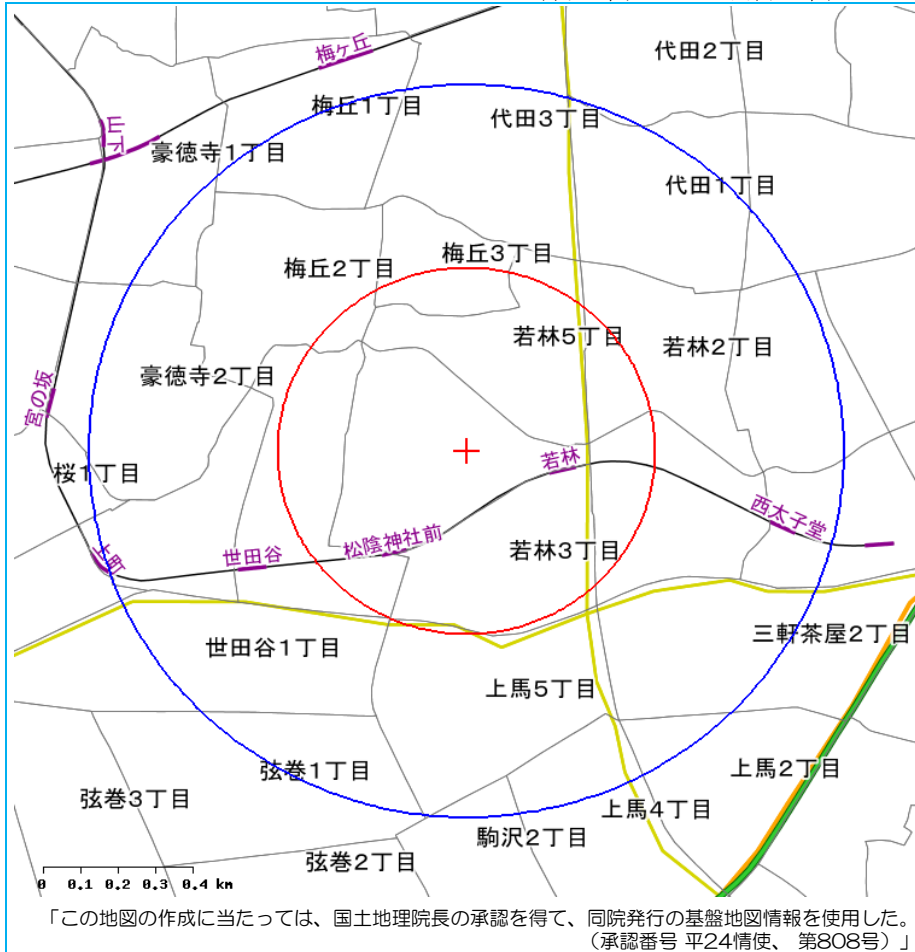 梅ヶ丘
代田2丁目
梅丘1丁目
代田3丁目
山下
豪徳寺1丁目
代田1丁目
梅丘3丁目
梅丘2丁目
若林5丁目
若林2丁目
豪徳寺2丁目
宮の坂
桜1丁目
若林
西太子堂
松陰神社前
世田谷
上町
若林3丁目
三軒茶屋2丁目
世田谷1丁目
上馬5丁目
弦巻1丁目
上馬2丁目
弦巻3丁目
上馬4丁目
駒沢2丁目
弦巻2丁目
0 0.1 0.2 0.3 0.4 km
「この地図の作成に当たっては、国土地理院長の承認を得て、同院発行の基盤地図情報を使用した。
（承認番号 平24情使、 第808号）」